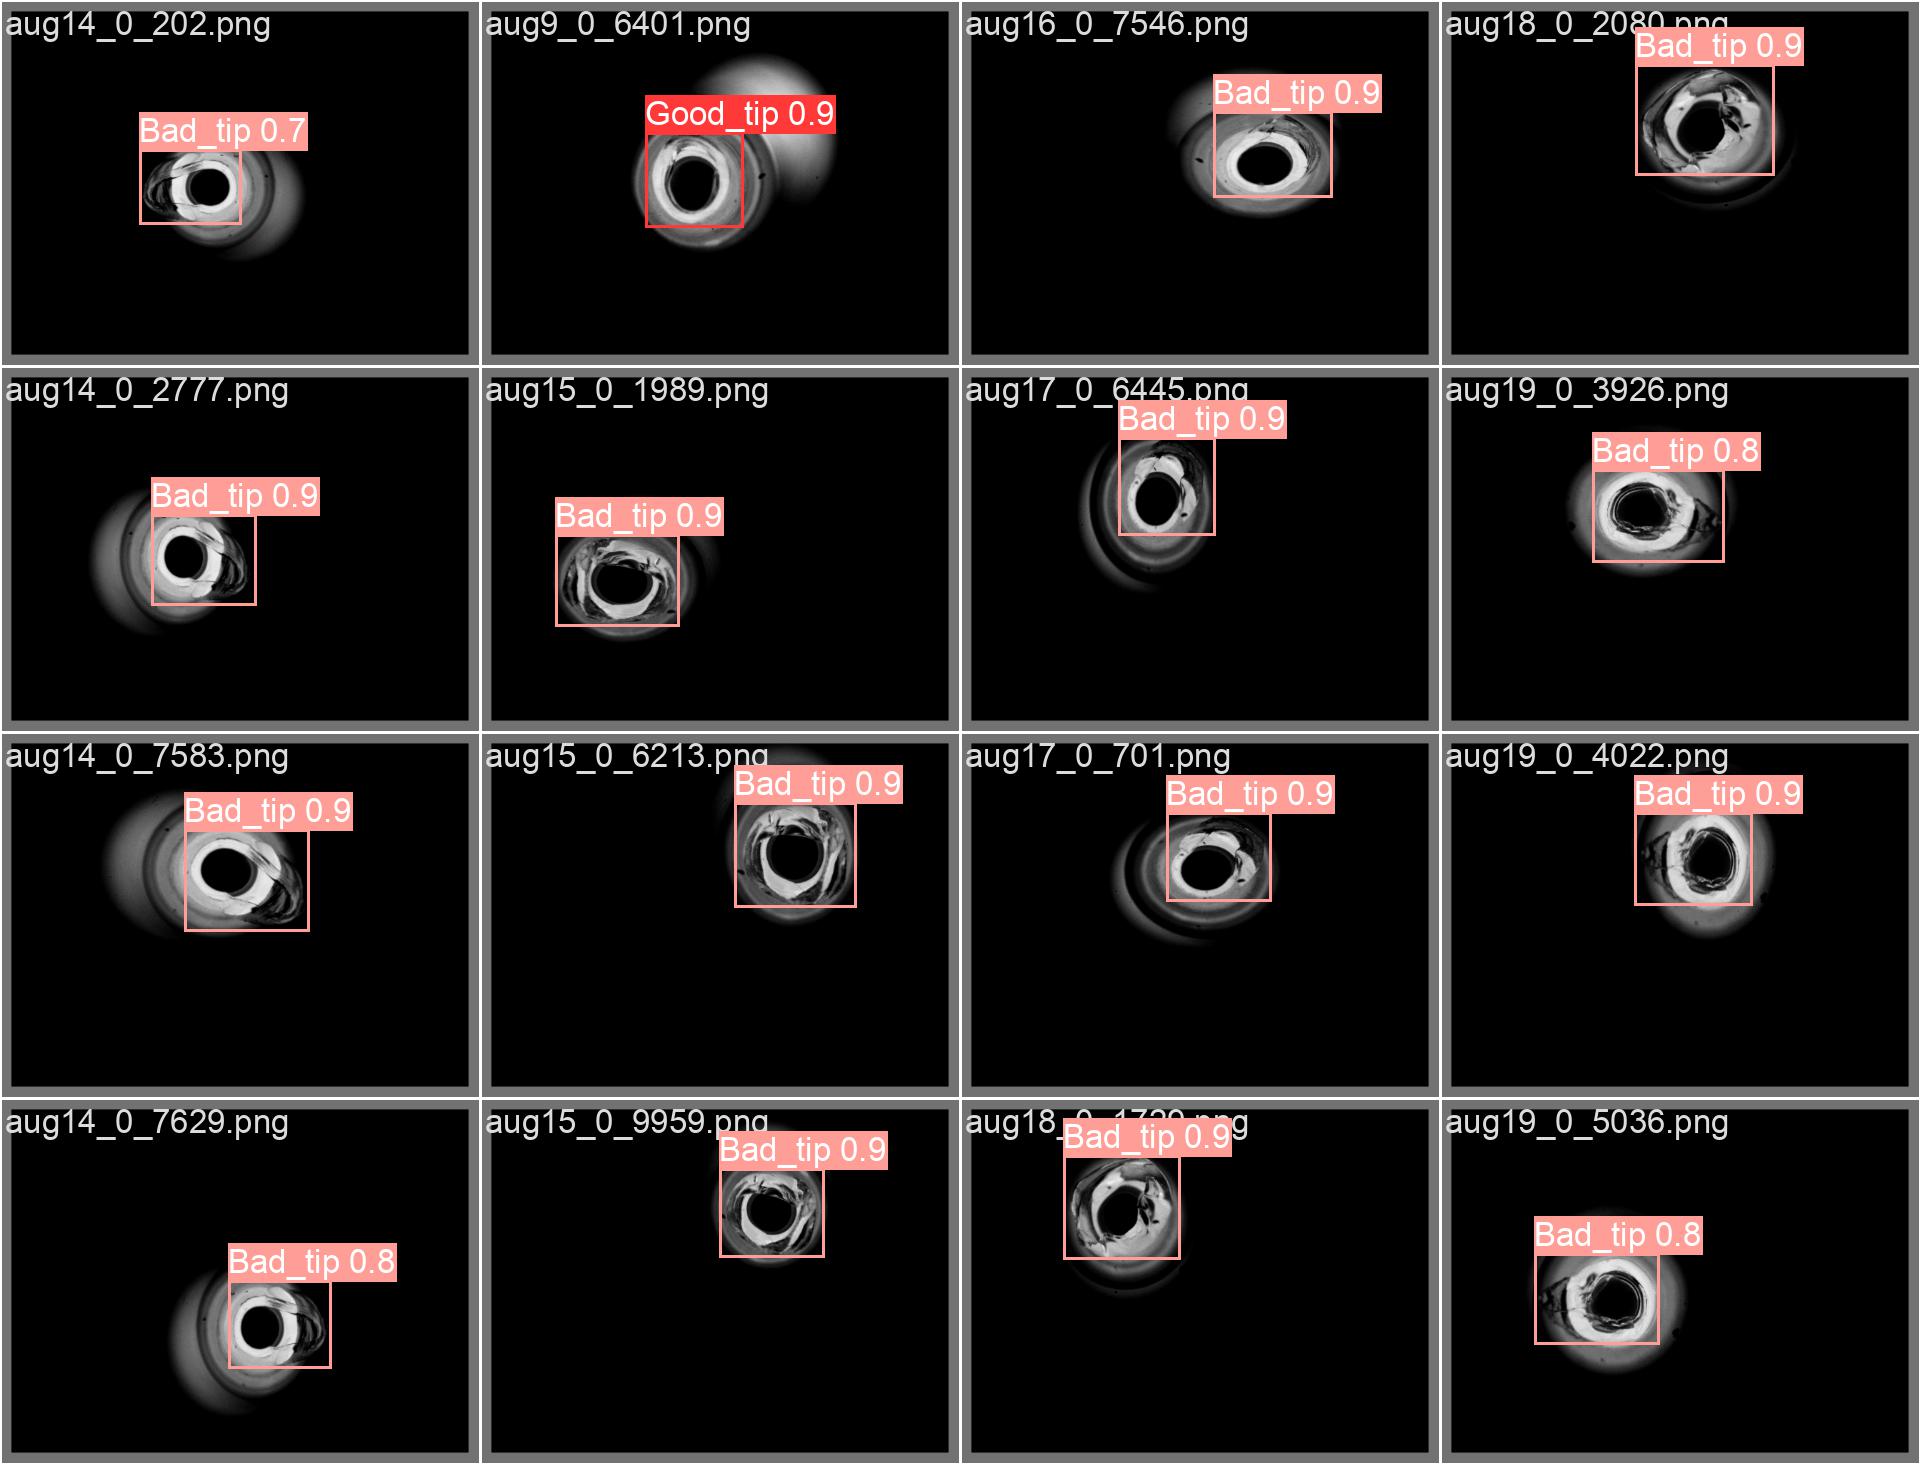 aug14_0_202.png
Bad_tip 0.7
aug9_0_6401.png
Good_tip 0.9
aug16_0_7546.png
Bad_tip 0.9
aug18_0_2080.png
Bad_tip 0.9
aug14_0_2777.png
Bad_tip 0.9
aug15_0_1989.png
Bad_tip 0.9
aug17_0_6445.png
Bad_tip 0.9
aug19_0_3926.png
Bad_tip 0.8
aug14_0_7583.png
Bad_tip 0.9
aug15_0_6213.png
Bad_tip 0.9
aug17_0_701.png
Bad_tip 0.9
aug19_0_4022.png
Bad_tip 0.9
aug14_0_7629.png
Bad_tip 0.8
aug15_0_9959.png
Bad_tip 0.9
aug18_0_1729.png
Bad_tip 0.9
aug19_0_5036.png
Bad_tip 0.8